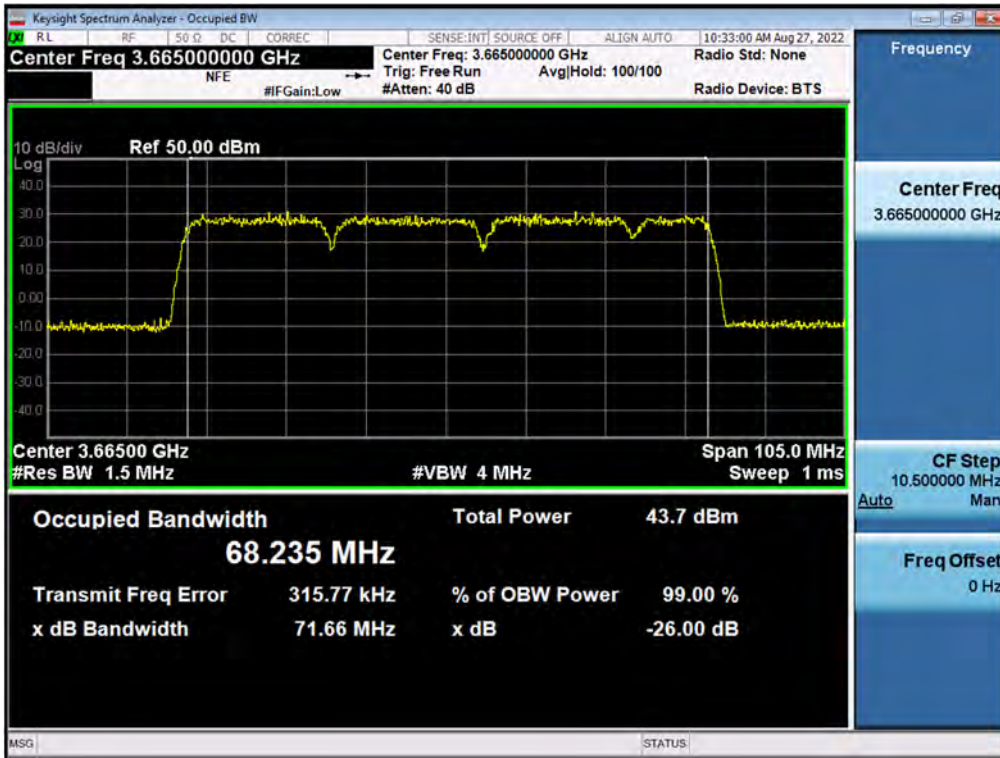 Keysight Spectrum Analyzer - Occupied BW
LXI RL RF 50 Ω DC CORREC SENSE:INT SOURCE OFF ALIGN AUTO 10:33:00 AM Aug 27, 2022
Center Freq 3.665000000 GHz
NFE
#IFGain:Low
Center Freq: 3.665000000 GHz
Trig: Free Run Avg|Hold: 100/100
#Atten: 40 dB
Radio Std: None
Radio Device: BTS
10 dB/div Ref 50.00 dBm
Log
40.0
30.0
20.0
10.0
0.00
-10.0
-20.0
-30.0
-40.0
Center 3.66500 GHz Span 105.0 MHz
#Res BW 1.5 MHz #VBW 4 MHz Sweep 1 ms
Occupied Bandwidth Total Power 43.7 dBm
68.235 MHz
Transmit Freq Error 315.77 kHz % of OBW Power 99.00 %
x dB Bandwidth 71.66 MHz x dB -26.00 dB
MSG STATUS
Frequency
Center Freq
3.665000000 GHz
CF Step
10.500000 MHz
Auto Man
Freq Offset
0 Hz